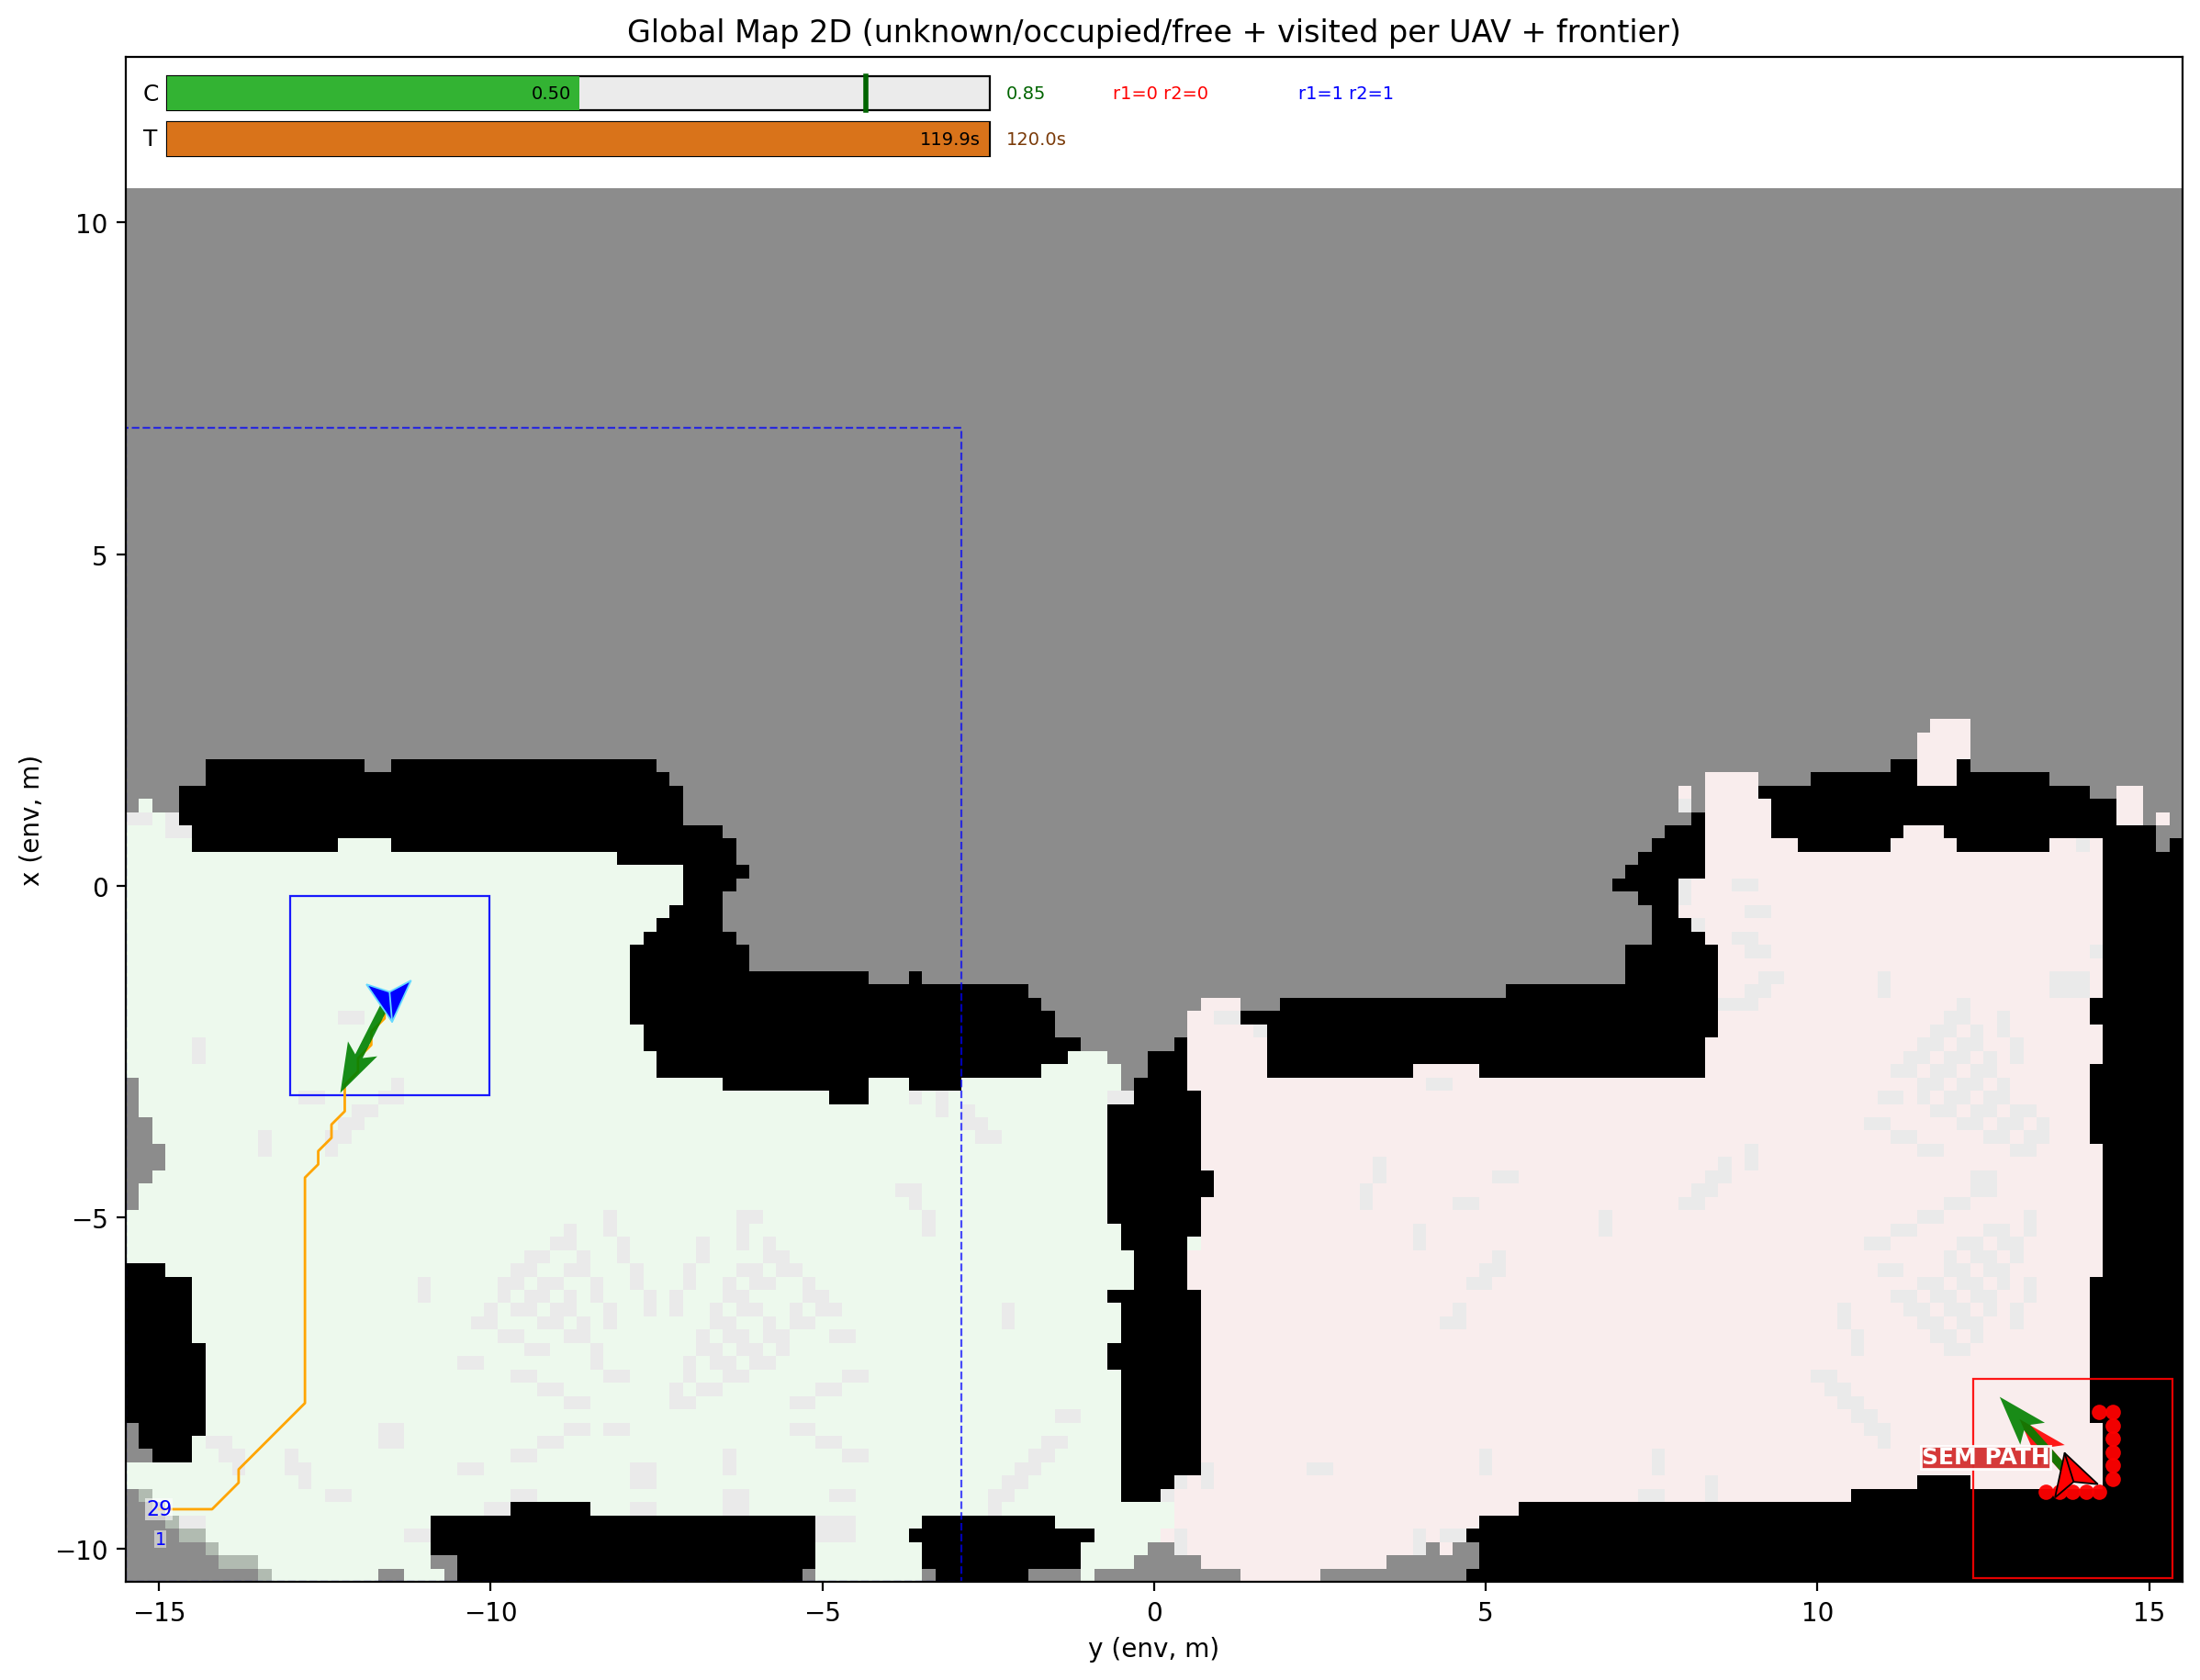 Global Map 2D (unknown/occupied/free + visited per UAV + frontier)
C 0.50 0.85 r1=0 r2=0 r1=1 r2=1
T 119.9s 120.0s
10
5
0
−5
−10
x (env, m)
SEM PATH
29
1
−15 −10 −5 0 5 10 15
y (env, m)